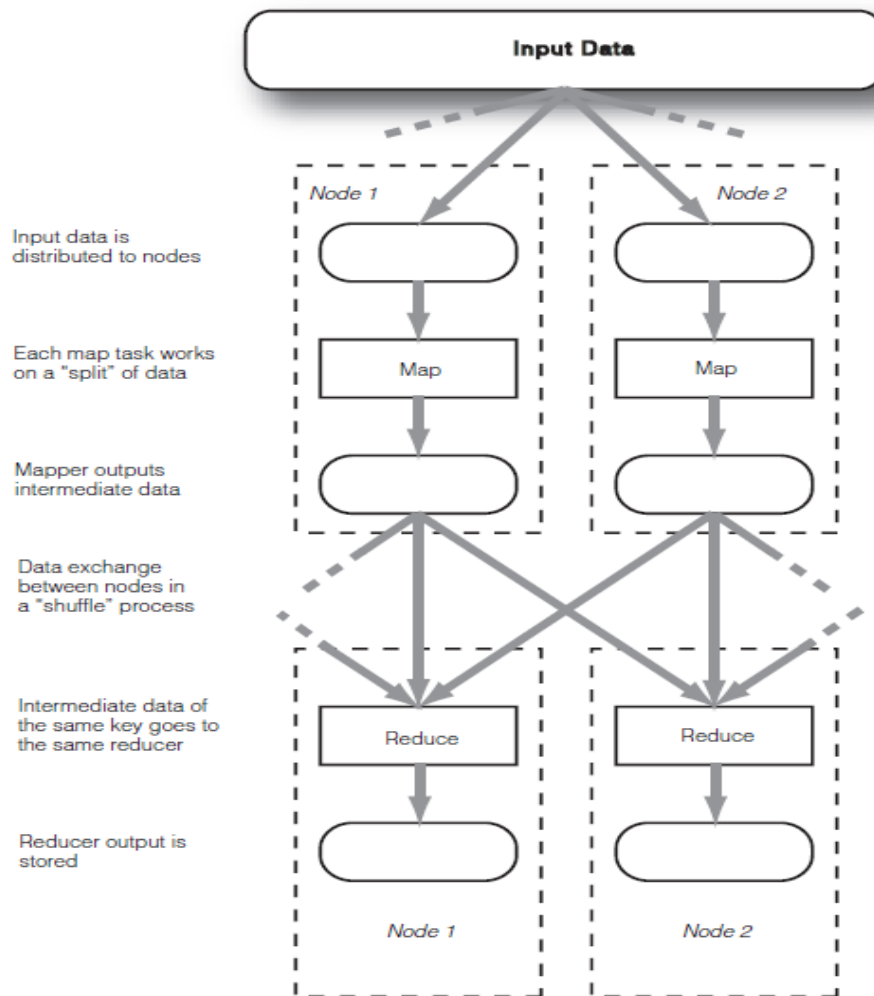 Input Data
Node 1
Node 2
Input data is
distributed to nodes
Each map task works
on a "split" of data
Map
Map
Mapper outputs
intermediate data
Data exchange
between nodes in
a "shuffle" process
Intermediate data of
the same key goes to
the same reducer
Reduce
Reduce
Reducer output is
stored
Node 1
Node 2